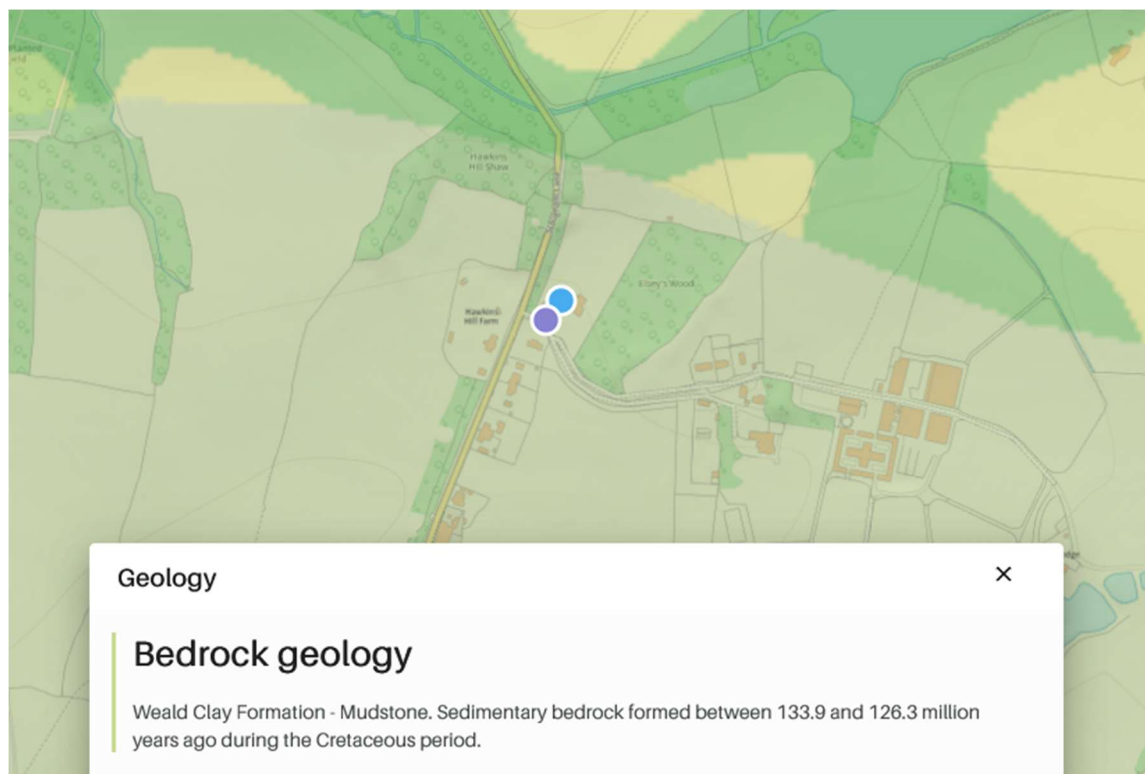 Hawkins
Hill Shaw
Elsey's Wood
Hawkins
Hill Farm
Geology
Bedrock geology
Weald Clay Formation - Mudstone. Sedimentary bedrock formed between 133.9 and 126.3 million
years ago during the Cretaceous period.